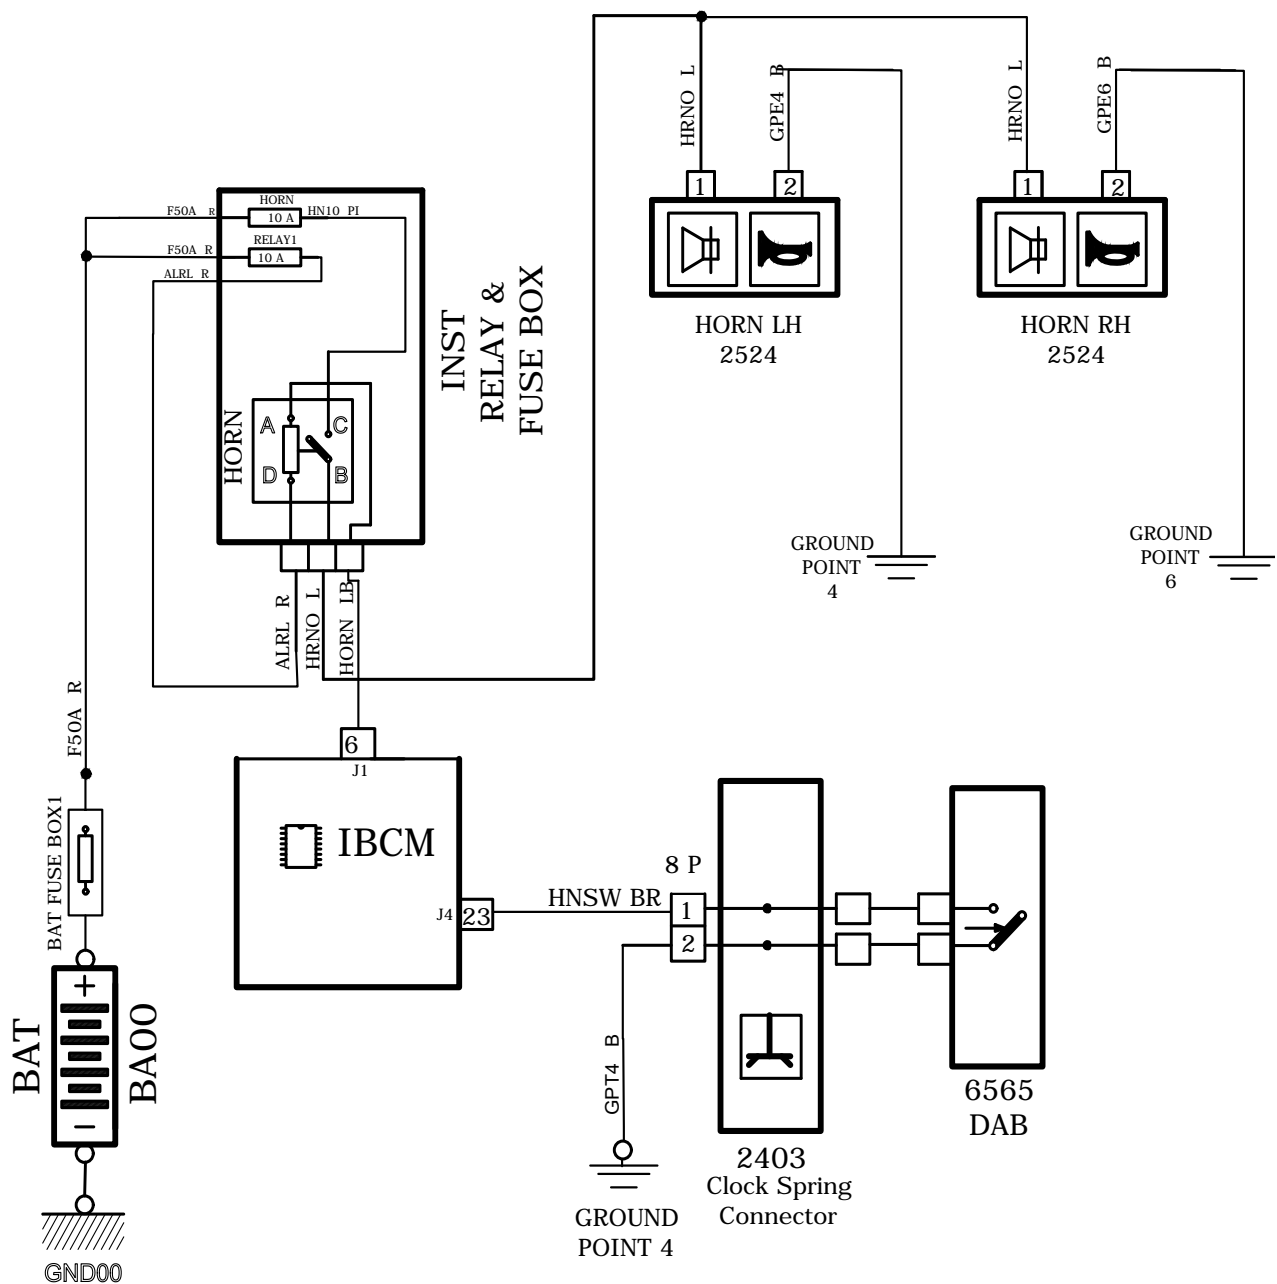 HRNO L
GPE4 B
HRNO L
GPE6 B
1
2
1
2
HORN LH
2524
HORN RH
2524
HORN
F50A R
10 A
HN10 PI
RELAY1
F50A R
10 A
ALRL R
INST
RELAY &
FUSE BOX
HORN
A
C
D
B
GROUND
POINT
4
GROUND
POINT
6
ALRL R
HRNO L
HORN LB
F50A R
6
J1
IBCM
J4
23
BAT FUSE BOX1
HNSW BR
8 P
1
2
+
−
BAT
BA00
GND00
GPT4 B
GROUND
POINT 4
2403
Clock Spring
Connector
6565
DAB